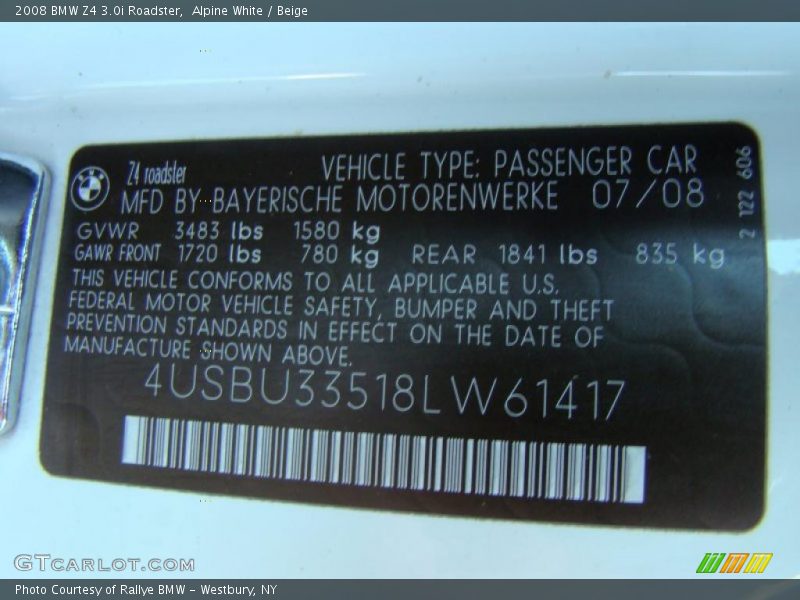 2008 BMW Z4 3.0i Roadster, Alpine White / Beige
Z4 roadster
VEHICLE TYPE: PASSENGER CAR
MFD BY BAYERISCHE MOTORENWERKE 07/08
GVWR 3483 lbs 1580 kg
GAWR FRONT 1720 lbs 780 kg REAR 1841 lbs 835 kg
THIS VEHICLE CONFORMS TO ALL APPLICABLE U.S.
FEDERAL MOTOR VEHICLE SAFETY, BUMPER AND THEFT
PREVENTION STANDARDS IN EFFECT ON THE DATE OF
MANUFACTURE SHOWN ABOVE.
4USBU33518LW61417
2 122 606
BMW
GTCARLOT.COM
Photo Courtesy of Rallye BMW - Westbury, NY